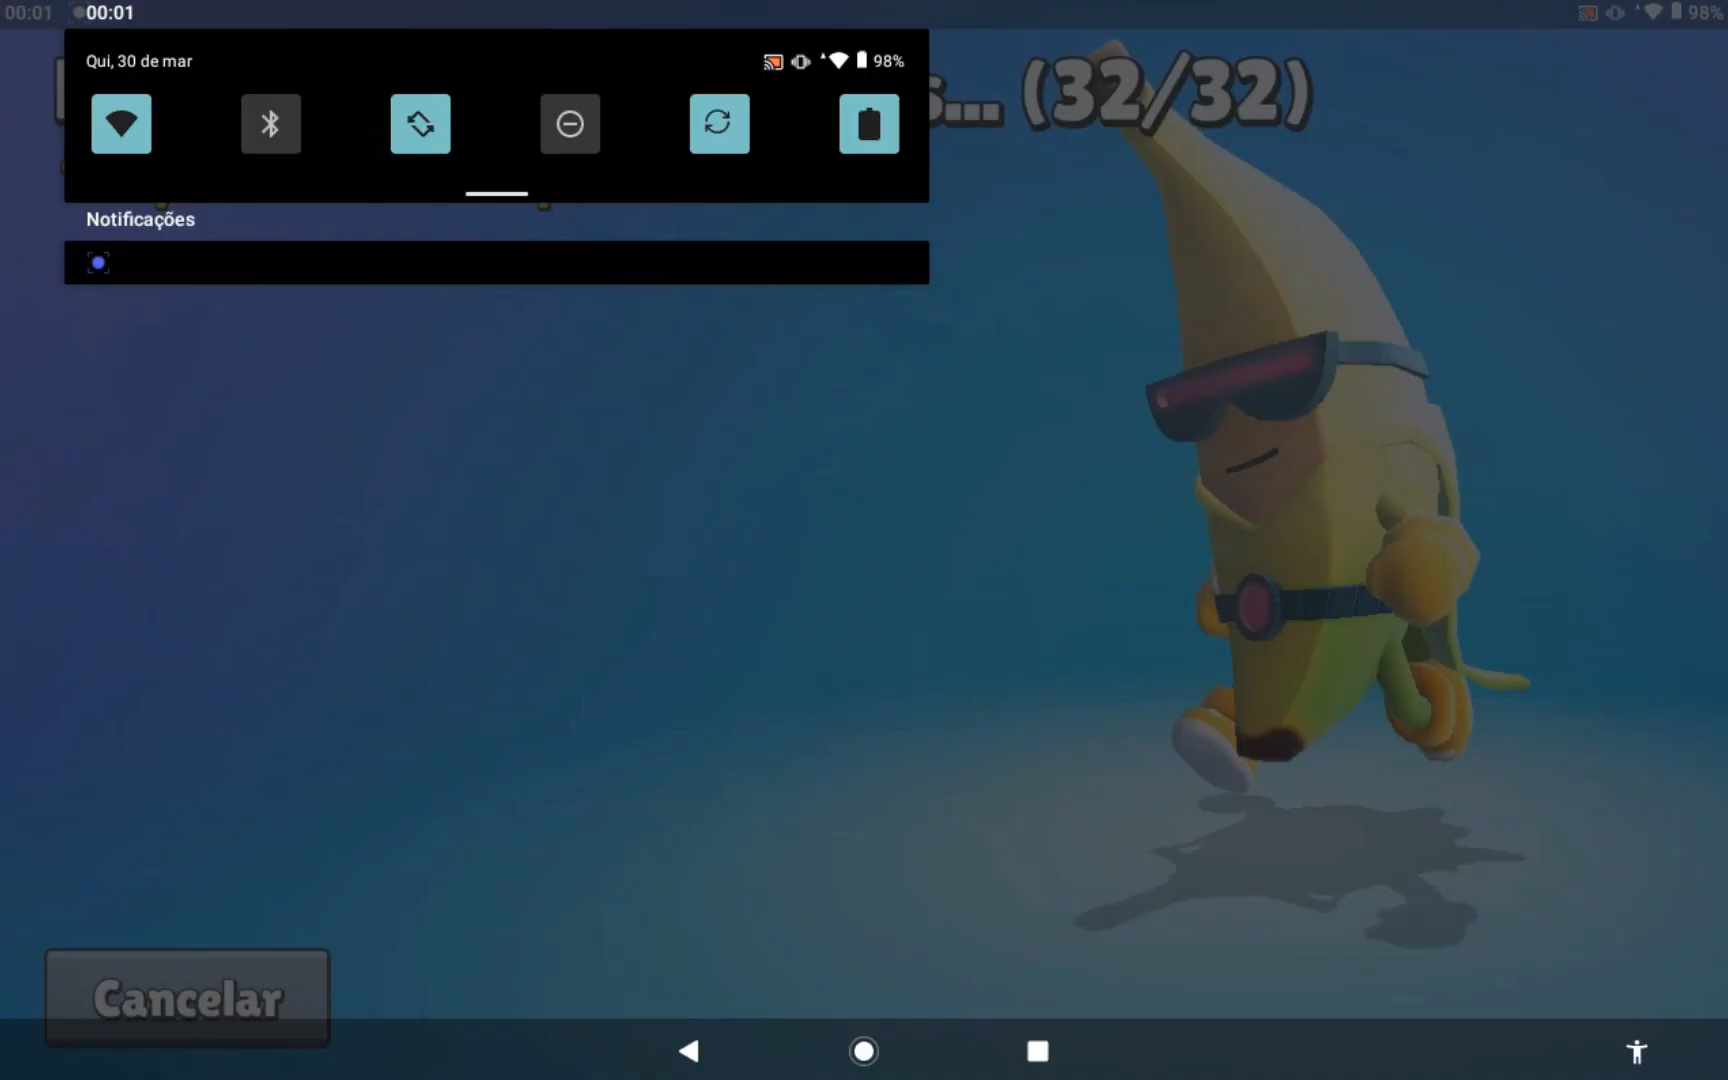 00:01 00:01 98%
Qui, 30 de mar 98%
s... (32/32)
Notificações
Cancelar